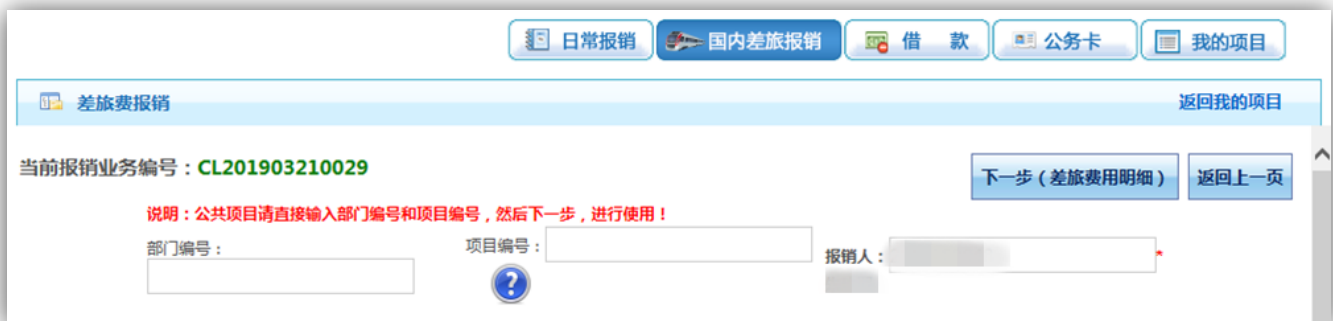 日常报销 国内差旅报销 借 款 公务卡 我的项目
差旅费报销 返回我的项目
当前报销业务编号：CL201903210029 下一步（差旅费用明细） 返回上一页
说明：公共项目请直接输入部门编号和项目编号，然后下一步，进行使用！
部门编号： 项目编号： 报销人： *
?